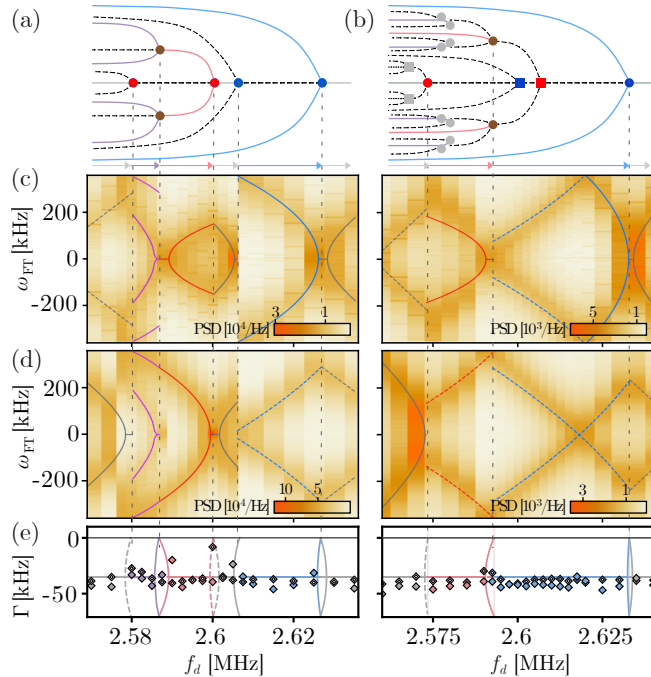 (a)
(b)
(c)
ω_FT [kHz]
200
0
-200
3 1
PSD [10⁴/Hz]
5 1
PSD [10³/Hz]
(d)
ω_FT [kHz]
200
0
-200
10 5
PSD [10⁴/Hz]
3 1
PSD [10³/Hz]
(e)
Γ [kHz]
0
-50
2.58 2.6 2.62
2.575 2.6 2.625
f_d [MHz]
f_d [MHz]